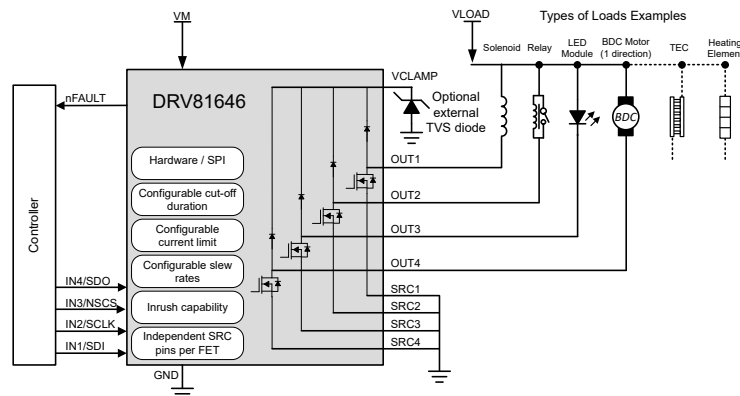 VM
VLOAD
Types of Loads Examples
Solenoid
Relay
LED
Module
BDC Motor
(1 direction)
TEC
Heating
Element
nFAULT
DRV81646
VCLAMP
Optional
external
TVS diode
BDC
Controller
Hardware / SPI
Configurable cut-off
duration
Configurable
current limit
Configurable slew
rates
Inrush capability
Independent SRC
pins per FET
OUT1
OUT2
OUT3
OUT4
SRC1
SRC2
SRC3
SRC4
IN4/SDO
IN3/NSCS
IN2/SCLK
IN1/SDI
GND